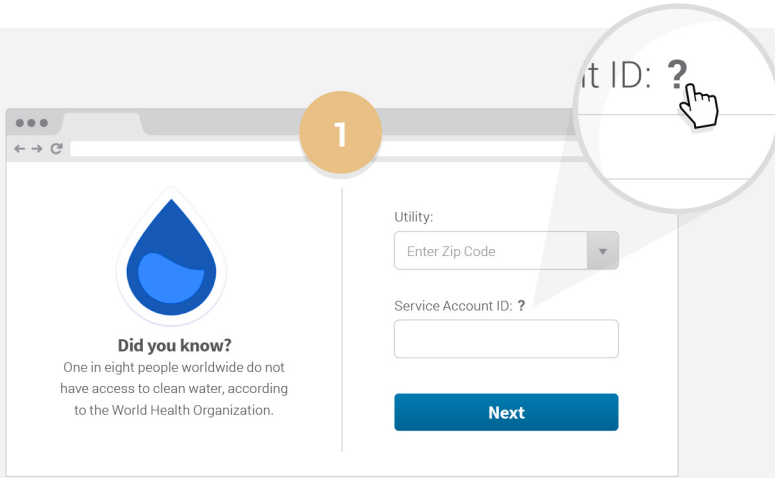 t ID: ?
1
Utility:
Enter Zip Code
Service Account ID: ?
Did you know?
One in eight people worldwide do not
have access to clean water, according
to the World Health Organization.
Next